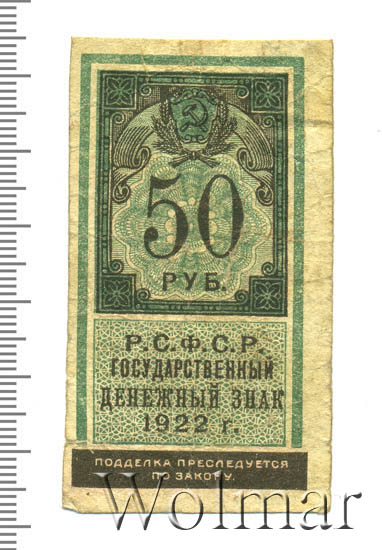 50
РУБ.
Р.С.Ф.С.Р.
ГОСУДАРСТВЕННЫЙ
ДЕНЕЖНЫЙ ЗНАК
1922 г.
ПОДДЕЛКА ПРЕСЛЕДУЕТСЯ
ПО ЗАКОНУ.
Wolmar